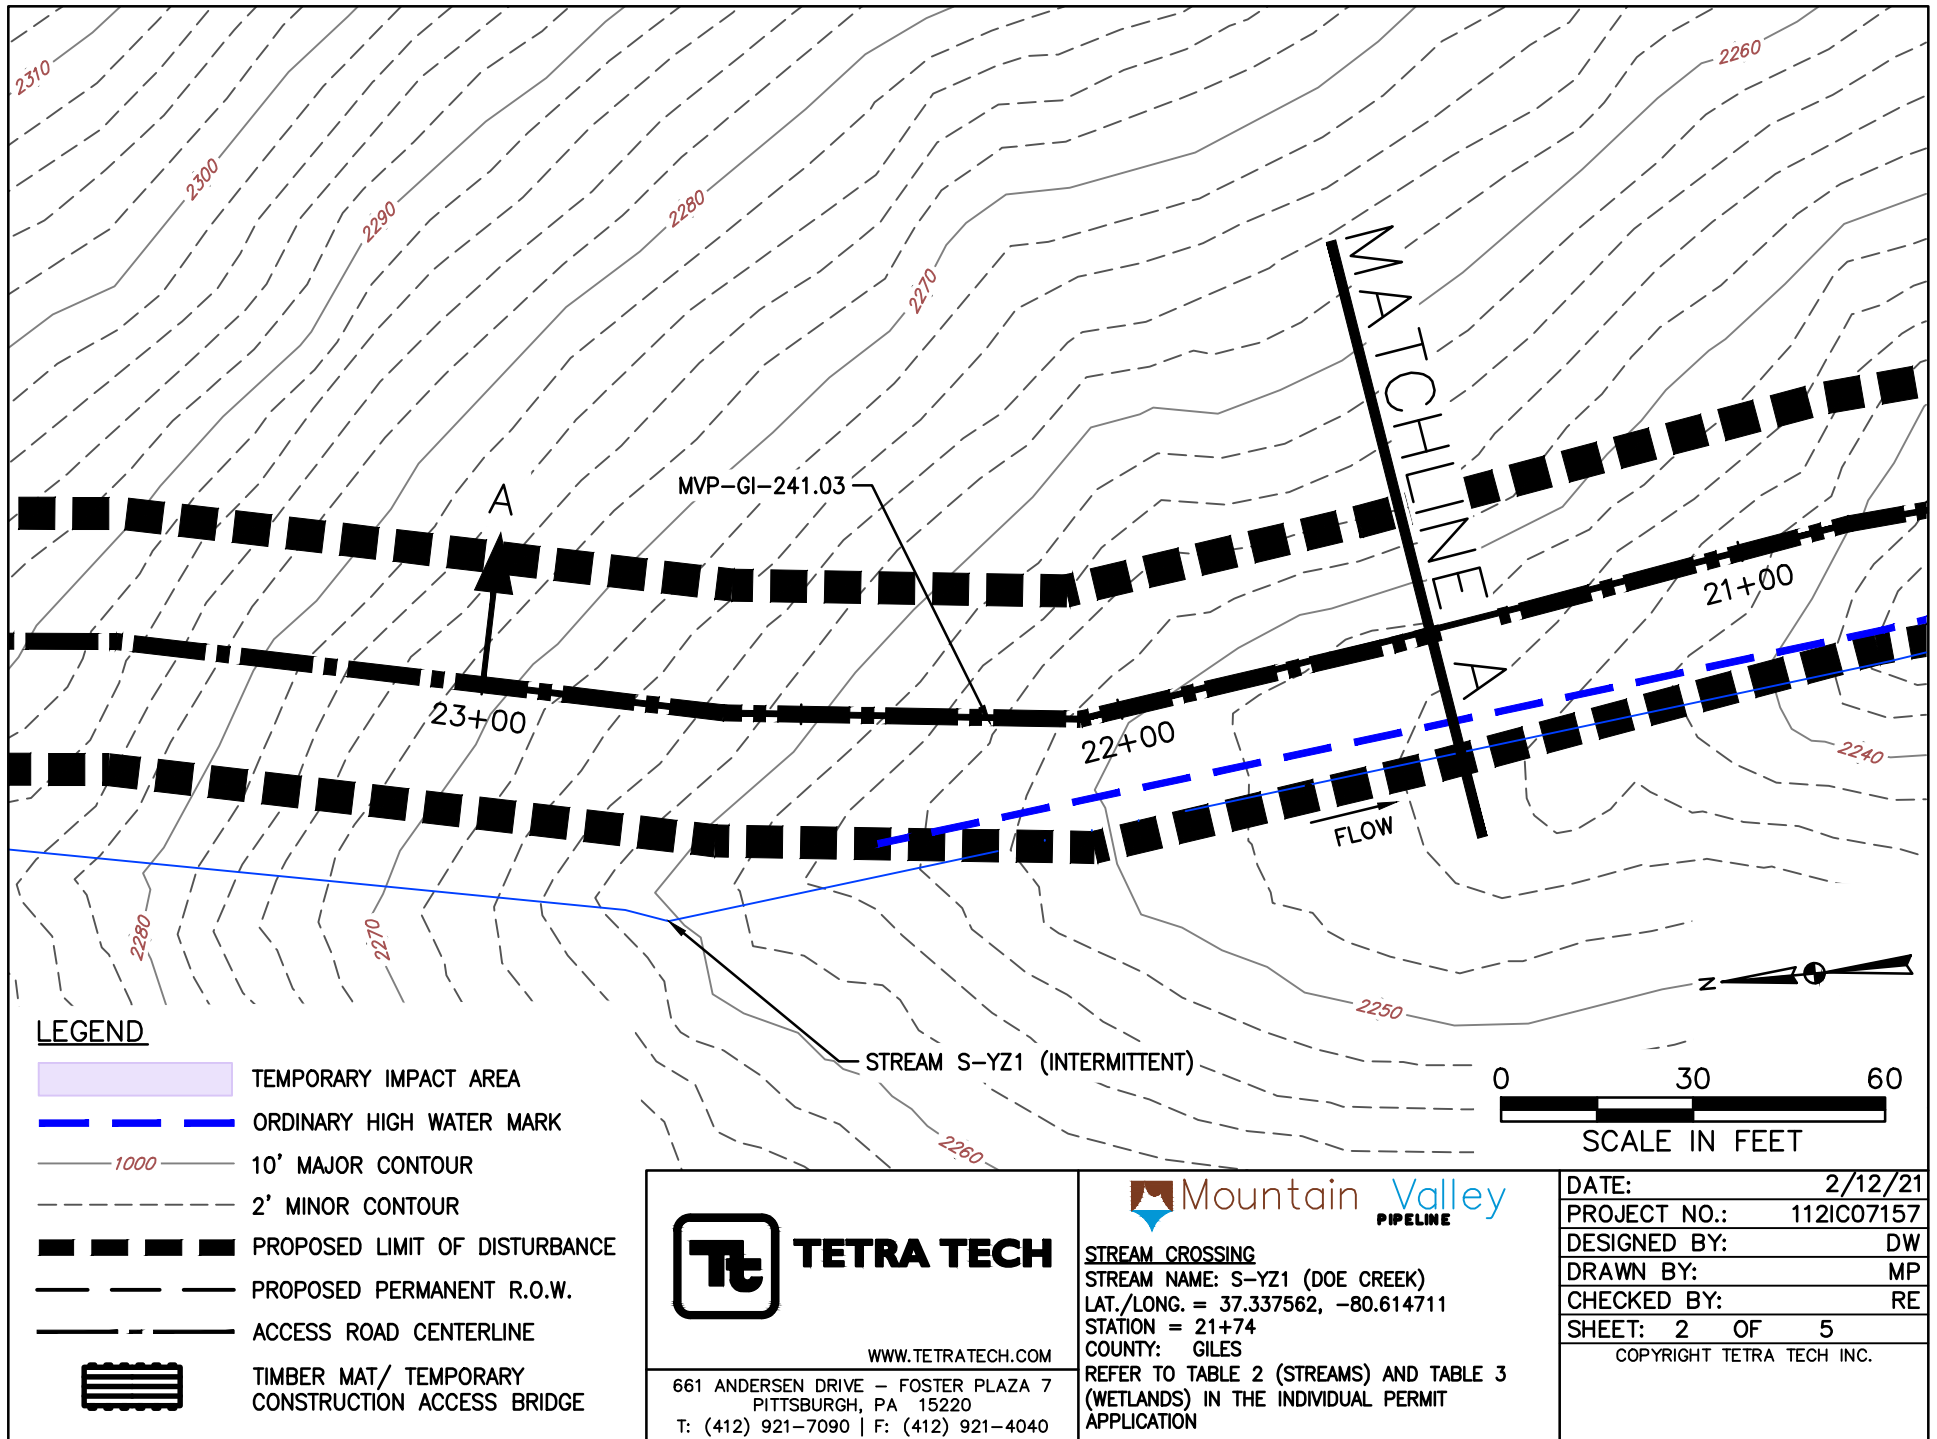 2310
2260
2300
2290
2280
2270
MATCHLINE A
A
MVP-GI-241.03
21+00
23+00
22+00
2240
FLOW
2280
2270
N
2250
STREAM S-YZ1 (INTERMITTENT)
2260
0 30 60
SCALE IN FEET
LEGEND
TEMPORARY IMPACT AREA
ORDINARY HIGH WATER MARK
1000 10' MAJOR CONTOUR
2' MINOR CONTOUR
PROPOSED LIMIT OF DISTURBANCE
PROPOSED PERMANENT R.O.W.
ACCESS ROAD CENTERLINE
TIMBER MAT/ TEMPORARY
CONSTRUCTION ACCESS BRIDGE
Tt TETRA TECH
WWW.TETRATECH.COM
661 ANDERSEN DRIVE – FOSTER PLAZA 7
PITTSBURGH, PA 15220
T: (412) 921-7090 | F: (412) 921-4040
Mountain Valley
PIPELINE
STREAM CROSSING
STREAM NAME: S-YZ1 (DOE CREEK)
LAT./LONG. = 37.337562, -80.614711
STATION = 21+74
COUNTY: GILES
REFER TO TABLE 2 (STREAMS) AND TABLE 3
(WETLANDS) IN THE INDIVIDUAL PERMIT
APPLICATION
DATE: 2/12/21
PROJECT NO.: 112IC07157
DESIGNED BY: DW
DRAWN BY: MP
CHECKED BY: RE
SHEET: 2 OF 5
COPYRIGHT TETRA TECH INC.